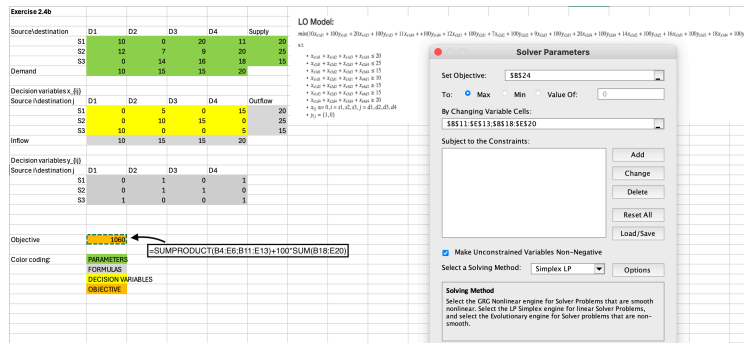 Exercise 2.4b
Source\destination D1 D2 D3 D4 Supply
S1 10 0 20 11 20
S2 12 7 9 20 25
S3 0 14 16 18 15
Demand 10 15 15 20
Decision variables x_{ij}
Source i\destination j D1 D2 D3 D4 Outflow
S1 0 5 0 15 20
S2 0 10 15 0 25
S3 10 0 0 5 15
Inflow 10 15 15 20
Decision variables y_{ij}
Source i\destination j D1 D2 D3 D4
S1 0 1 0 1
S2 0 1 1 0
S3 1 0 0 1
Objective 1060
=SUMPRODUCT(B4:E6;B11:E13)+100*SUM(B18:E20)
Color coding: PARAMETERS
FORMULAS
DECISION VARIABLES
OBJECTIVE
LO Model:
s.t.
Solver Parameters
Set Objective: $B$24
To: Max Min Value Of: 0
By Changing Variable Cells:
$B$11:$E$13;$B$18:$E$20
Subject to the Constraints:
Add
Change
Delete
Reset All
Load/Save
Make Unconstrained Variables Non-Negative
Select a Solving Method: Simplex LP Options
Solving Method
Select the GRG Nonlinear engine for Solver Problems that are smooth
nonlinear. Select the LP Simplex engine for linear Solver Problems,
and select the Evolutionary engine for Solver problems that are non-
smooth.